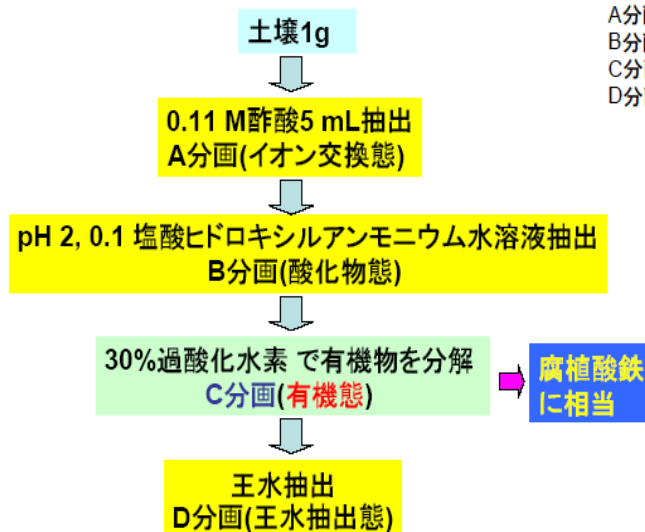 土壌1g
A分
B分
C分
D分
0.11 M酢酸5 mL抽出
A分画(イオン交換態)
pH 2, 0.1 塩酸ヒドロキシルアンモニウム水溶液抽出
B分画(酸化物態)
30%過酸化水素 で有機物を分解
C分画(有機態)
腐植酸鉄
に相当
王水抽出
D分画(王水抽出態)